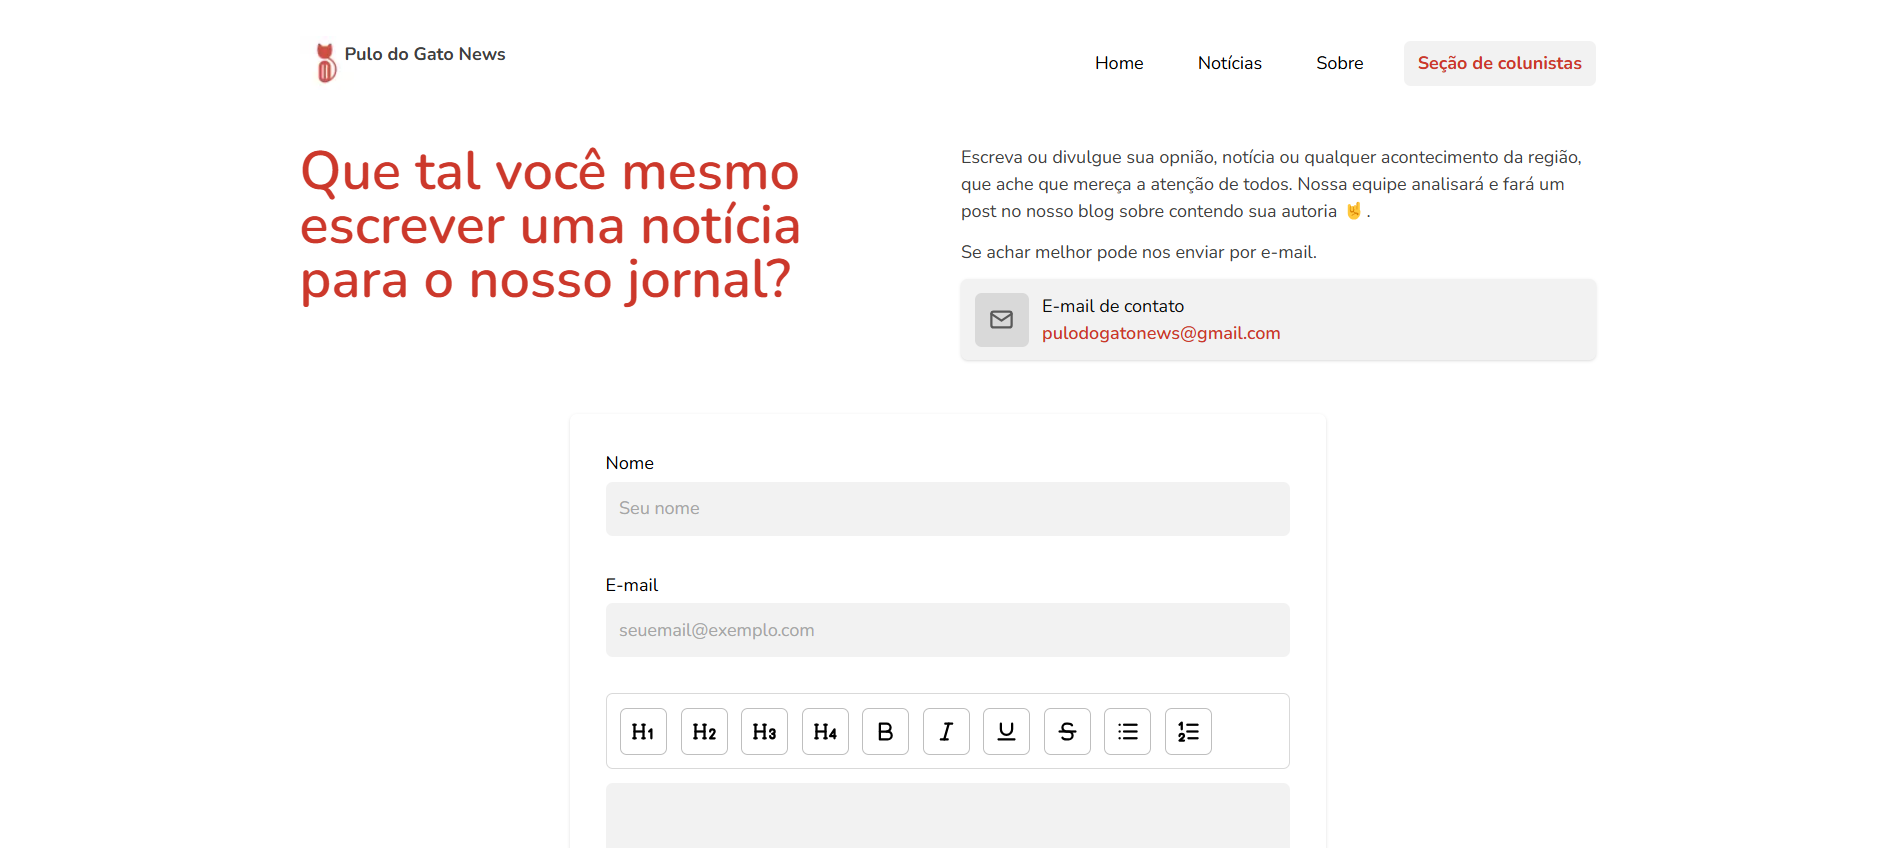 Pulo do Gato News
Home
Notícias
Sobre
Seção de colunistas
Que tal você mesmo
escrever uma notícia
para o nosso jornal?
Escreva ou divulgue sua opnião, notícia ou qualquer acontecimento da região,
que ache que mereça a atenção de todos. Nossa equipe analisará e fará um
post no nosso blog sobre contendo sua autoria 🤘 .
Se achar melhor pode nos enviar por e-mail.
E-mail de contato
pulodogatonews@gmail.com
Nome
Seu nome
E-mail
seuemail@exemplo.com
H1 H2 H3 H4 B I U S